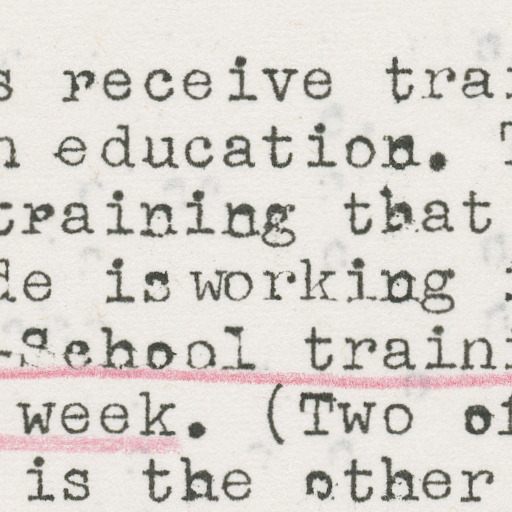 s receive trai
n education. T
training that
de is working i
-School traini
week. (Two of
is the other